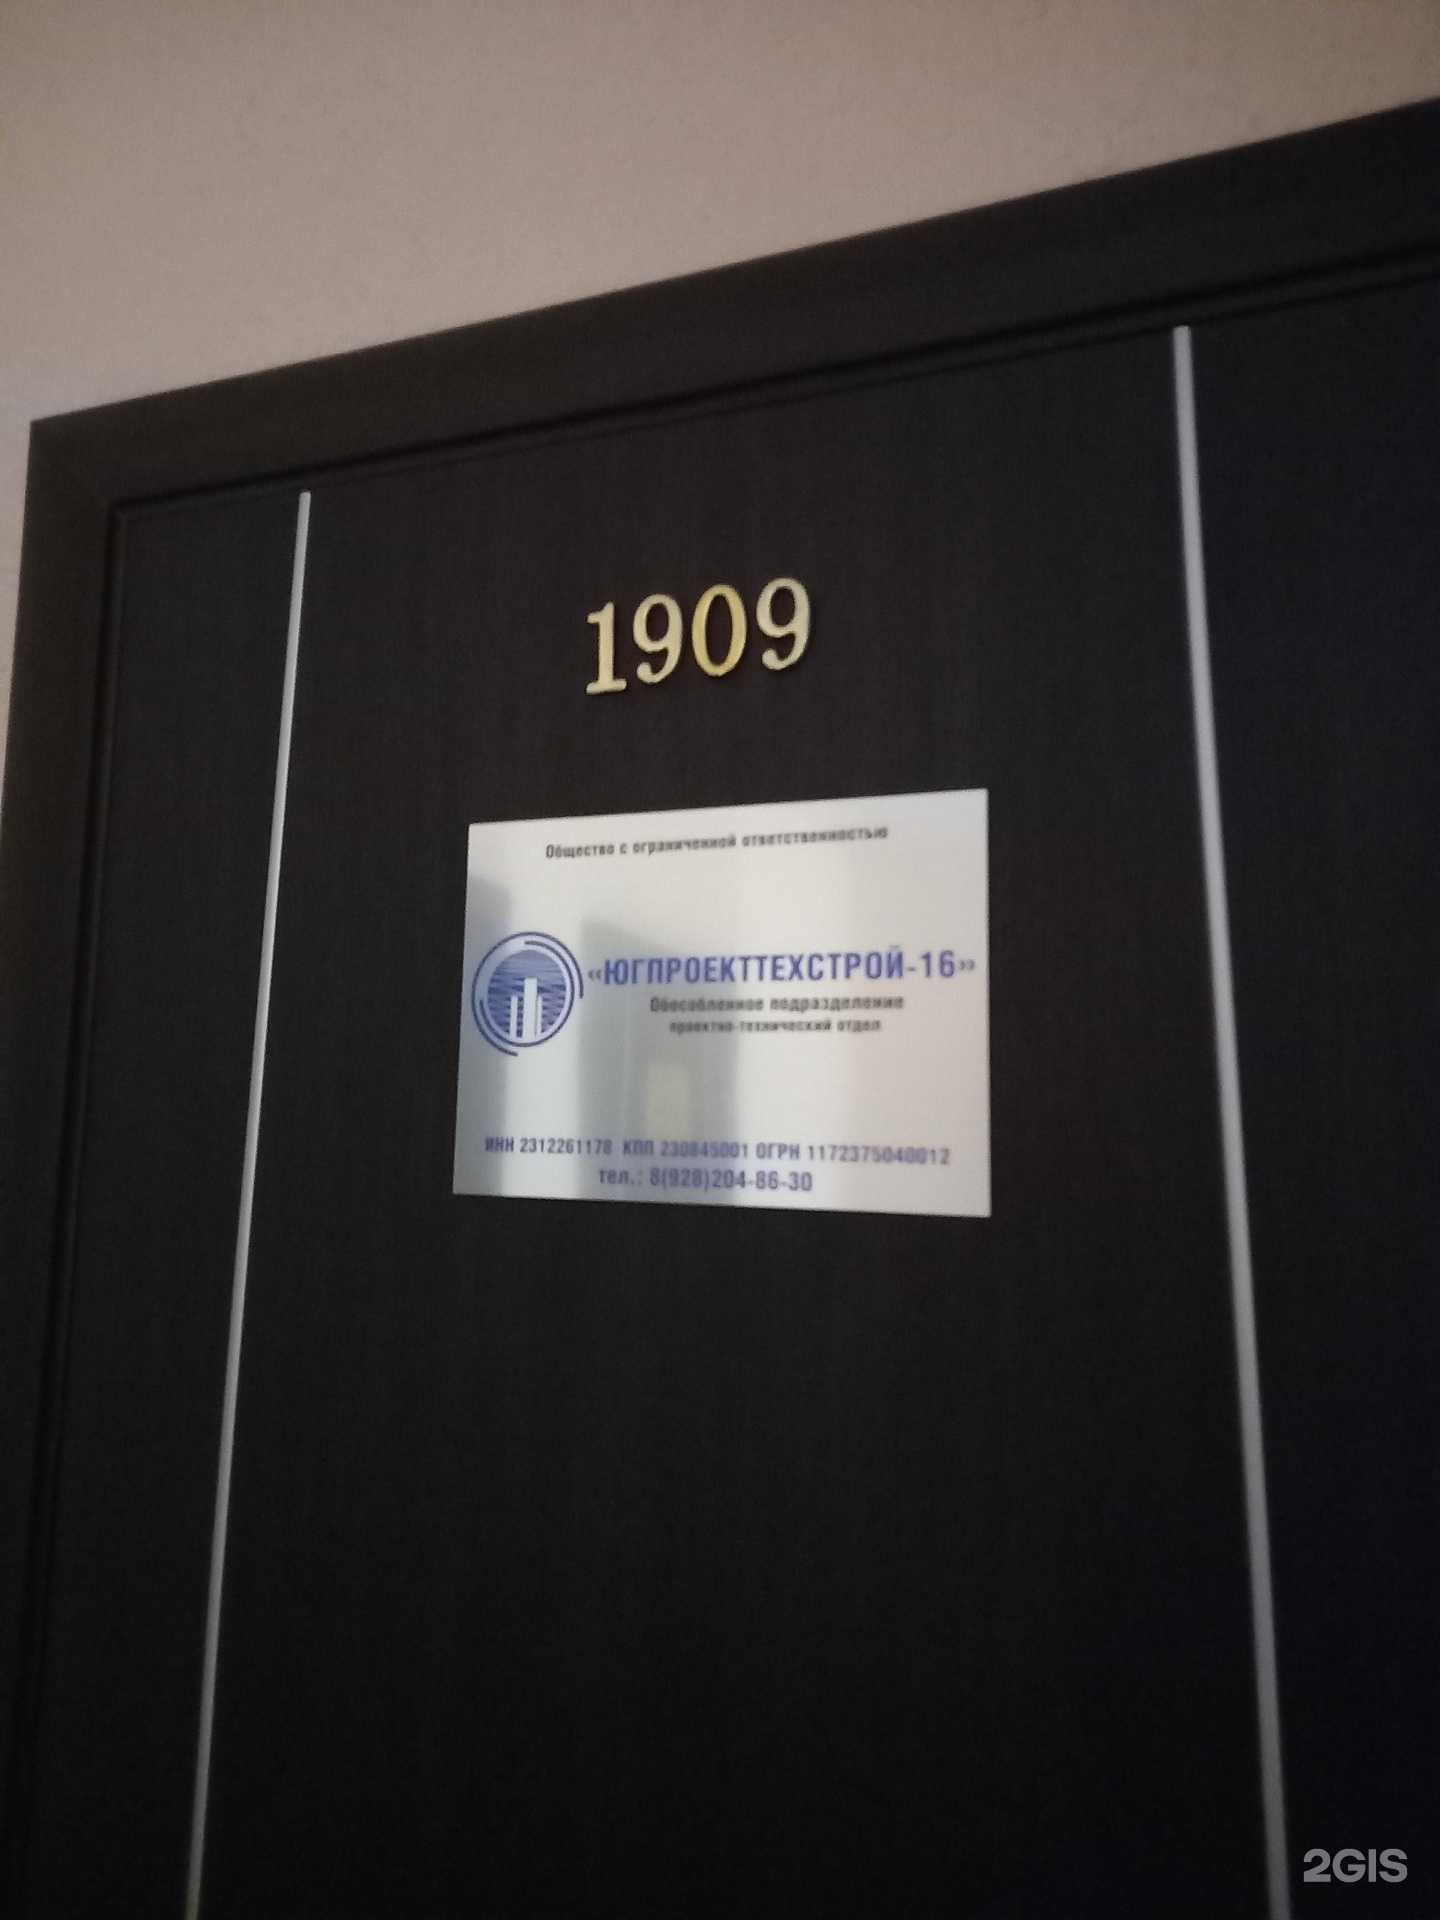 1909
Общество с ограниченной ответственностью
«ЮГПРОЕКТТЕХСТРОЙ-16»
Обособленное подразделение
проектно-технический отдел
ИНН 2312261178 КПП 230845001 ОГРН 1172375040012
тел.: 8(928)204-86-30
2GIS